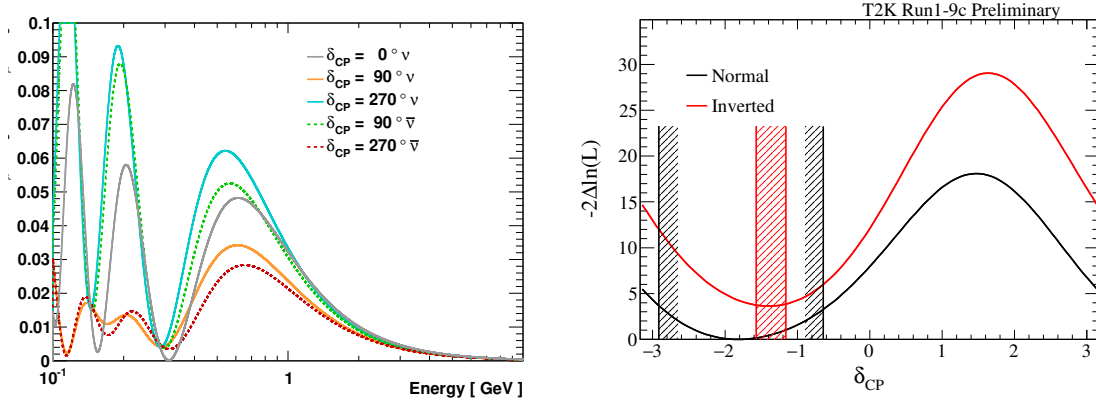 0.1
0.09
0.08
0.07
0.06
0.05
0.04
0.03
0.02
0.01
0
10⁻¹
1
Energy [ GeV ]
δCP = 0 ° ν
δCP = 90 ° ν
δCP = 270 ° ν
δCP = 90 ° ν̅
δCP = 270 ° ν̅
T2K Run1-9c Preliminary
-2Δln(L)
30
25
20
15
10
5
0
Normal
Inverted
−3 −2 −1 0 1 2 3
δCP